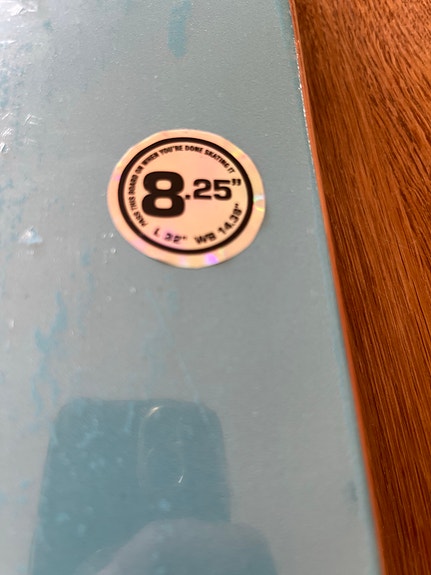 PASS THIS BOARD ON WHEN YOU'RE DONE SKATING IT
8.25"
L 32" WB 14.38"